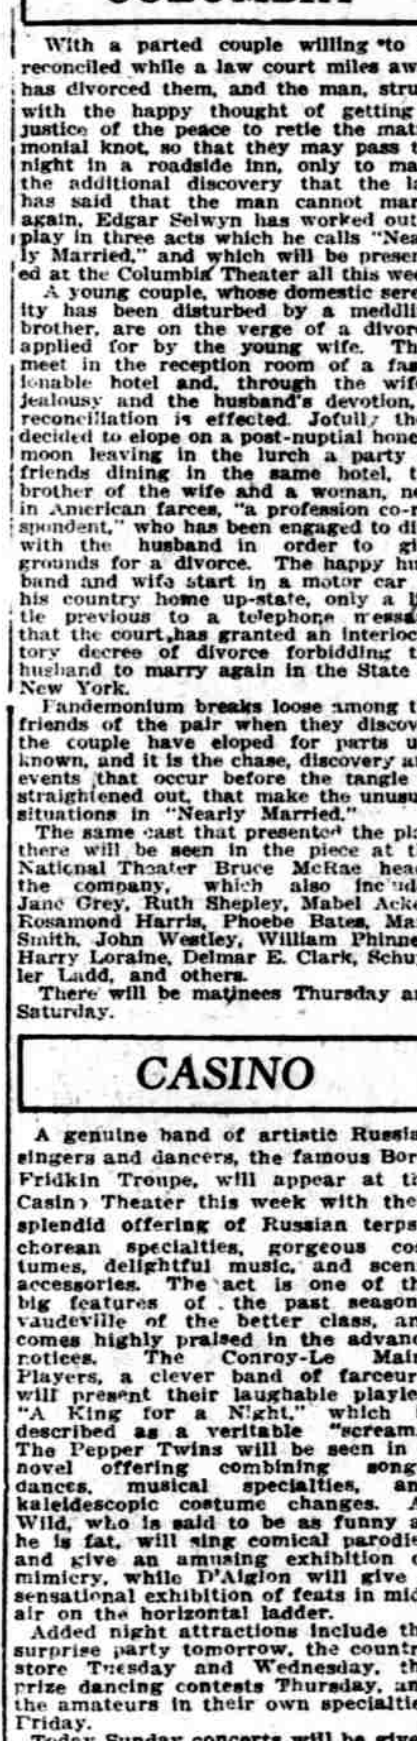 With a parted couple willing to
reconciled while a law court miles aw
has divorced them, and the man, stru
with the happy thought of getting
justice of the peace to retie the mat
monial knot, so that they may pass t
night in a roadside inn, only to ma
the additional discovery that the l
has said that the man cannot mar
again, Edgar Selwyn has worked out
play in three acts which he calls "Nea
ly Married," and which will be presen
ed at the Columbia Theater all this wee
A young couple, whose domestic sere
ity has been disturbed by a meddli
brother, are on the verge of a divor
applied for by the young wife. Th
meet in the reception room of a fas
ionable hotel and, through the wif
jealousy and the husband's devotion,
reconciliation is effected. Jofully the
decided to elope on a post-nuptial hone
moon leaving in the lurch a party
friends dining in the same hotel, t
brother of the wife and a woman, n
in American farces, "a profession co-r
spondent," who has been engaged to di
with the husband in order to gi
grounds for a divorce. The happy hu
band and wife start in a motor car
his country home up-state, only a li
tle previous to a telephone messa
that the court has granted an interloc
tory decree of divorce forbidding t
husband to marry again in the State
New York.
Pandemonium breaks loose among t
friends of the pair when they discov
the couple have eloped for parts u
known, and it is the chase, discovery a
events that occur before the tangle
straightened out, that make the unusu
situations in "Nearly Married."
The same cast that presented the pla
there will be seen in the piece at t
National Theater Bruce McRae hea
the company, which also includ
Jane Grey, Ruth Shepley, Mabel Acke
Rosamond Harris, Phoebe Bates, Ma
Smith, John Westley, William Phinne
Harry Loraine, Delmar E. Clark, Schu
ler Ladd, and others.
There will be matinees Thursday a
Saturday.
CASINO
A genuine band of artistic Russia
singers and dancers, the famous Bor
Fridkin Troupe, will appear at th
Casino Theater this week with the
splendid offering of Russian terps
chorean specialties, gorgeous co
tumes, delightful music, and scen
accessories. The act is one of th
big features of the past season
vaudeville of the better class, an
comes highly praised in the advanc
notices. The Conroy-Le Mair
Players, a clever band of farceur
will present their laughable playle
"A King for a Night," which
described as a veritable "scream.
The Pepper Twins will be seen in
novel offering combining song
dances, musical specialties, an
kaleidescopic costume changes. A
Wild, who is said to be as funny a
he is fat, will sing comical parodie
and give an amusing exhibition o
mimicry, while D'Aiglon will give
sensational exhibition of feats in mid
air on the horizontal ladder.
Added night attractions include th
surprise party tomorrow, the countr
store Tuesday and Wednesday, th
prize dancing contests Thursday, an
the amateurs in their own specialtie
Friday.
Today Sunday concerts will be give